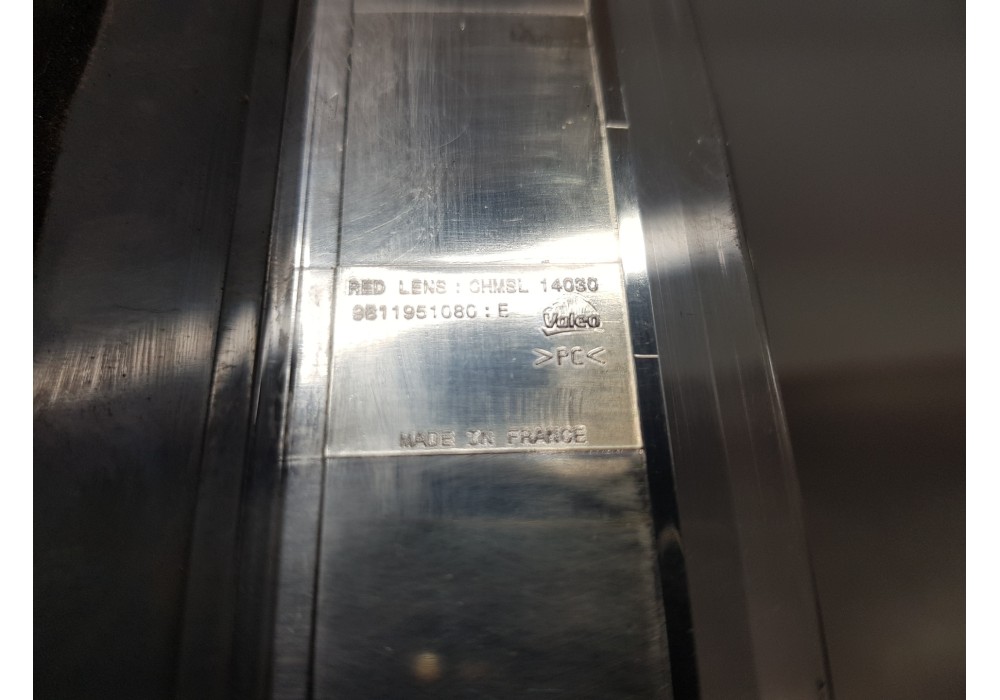 RED LENS : CHMSL 14030
9811951080 : E
Valeo
>PC<
MADE IN FRANCE